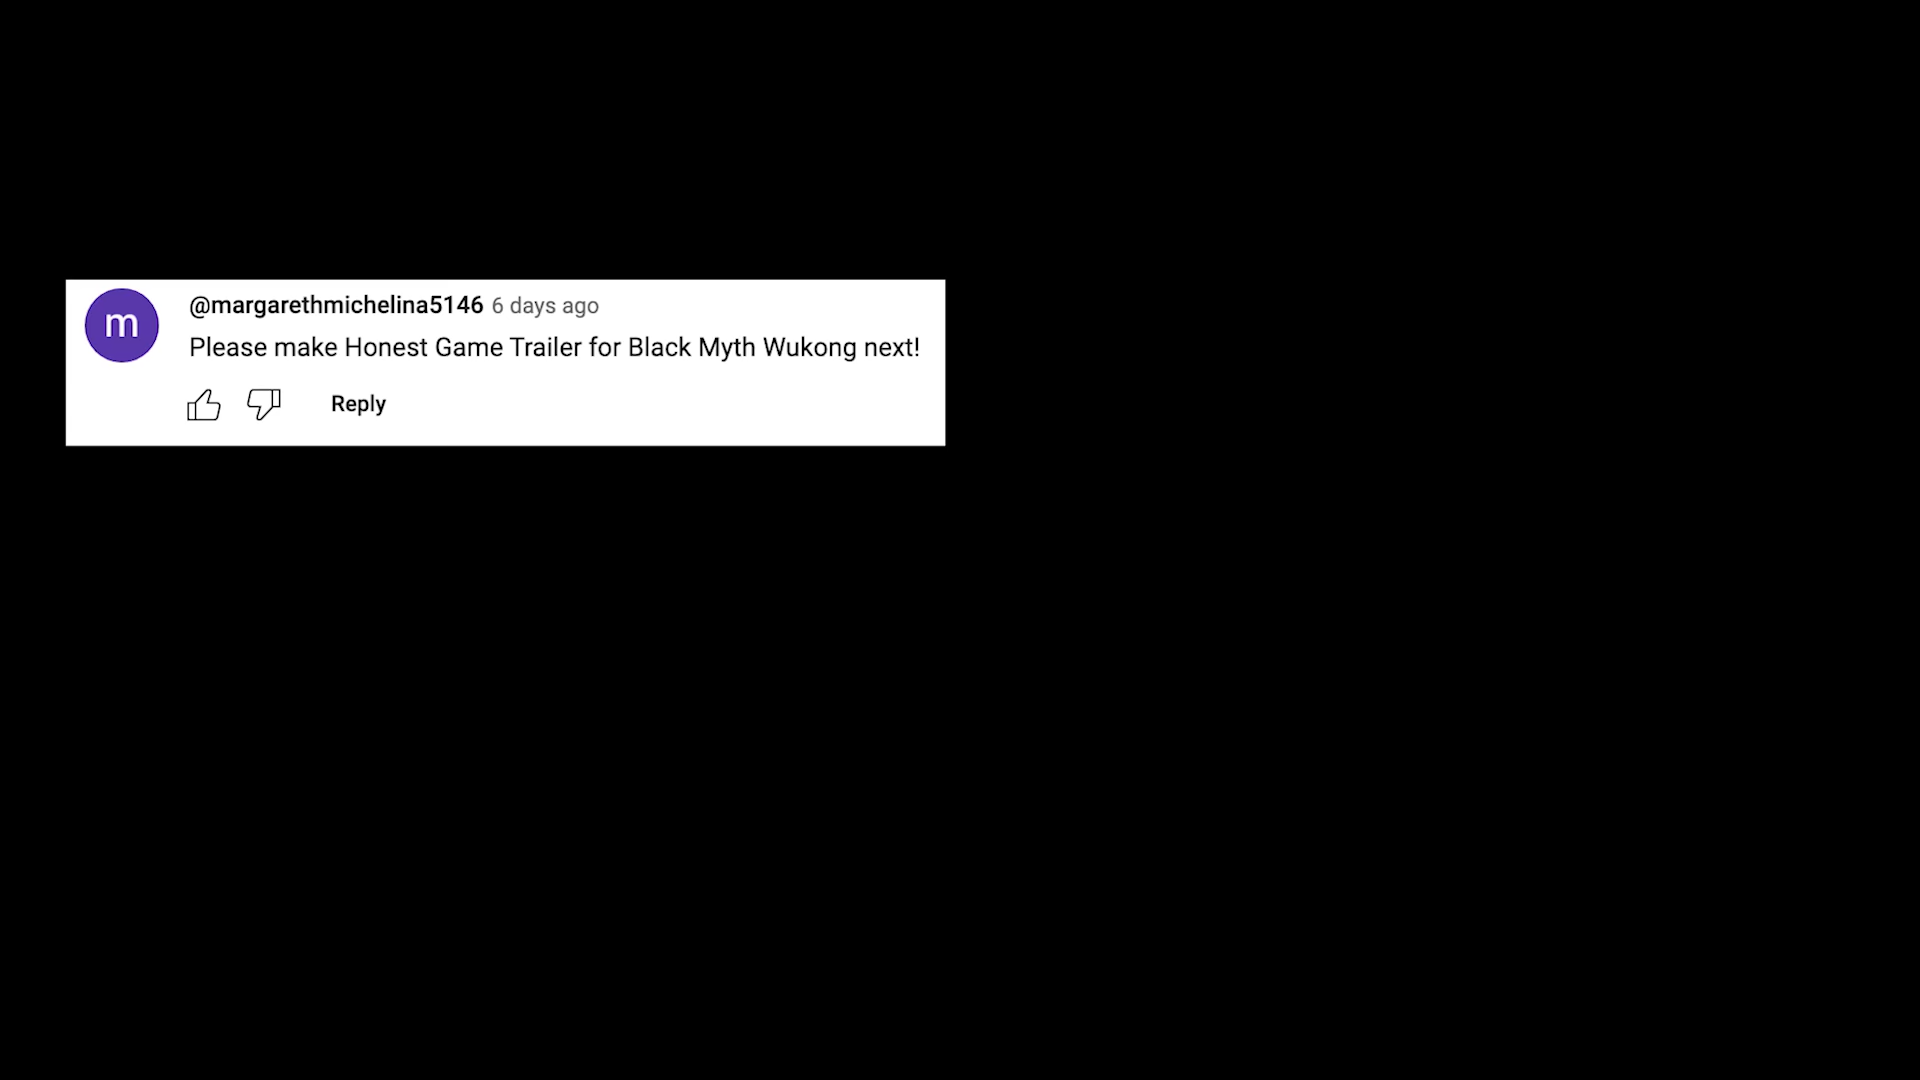 m
@margarethmichelina5146 6 days ago
Please make Honest Game Trailer for Black Myth Wukong next!
Reply